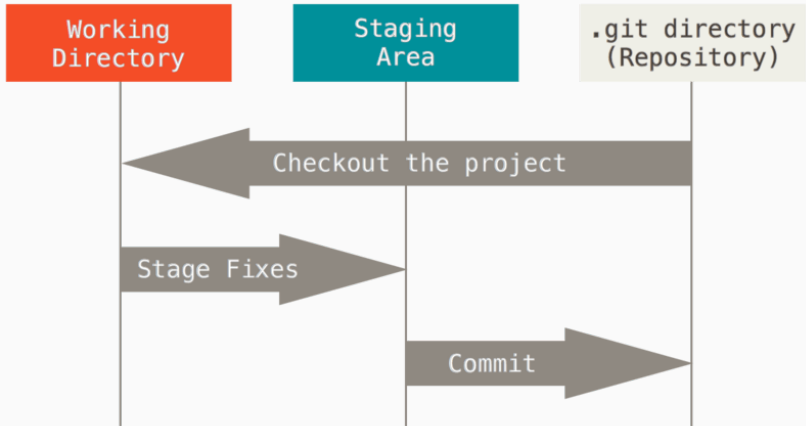 Working
Directory
Staging
Area
.git directory
(Repository)
Checkout the project
Stage Fixes
Commit